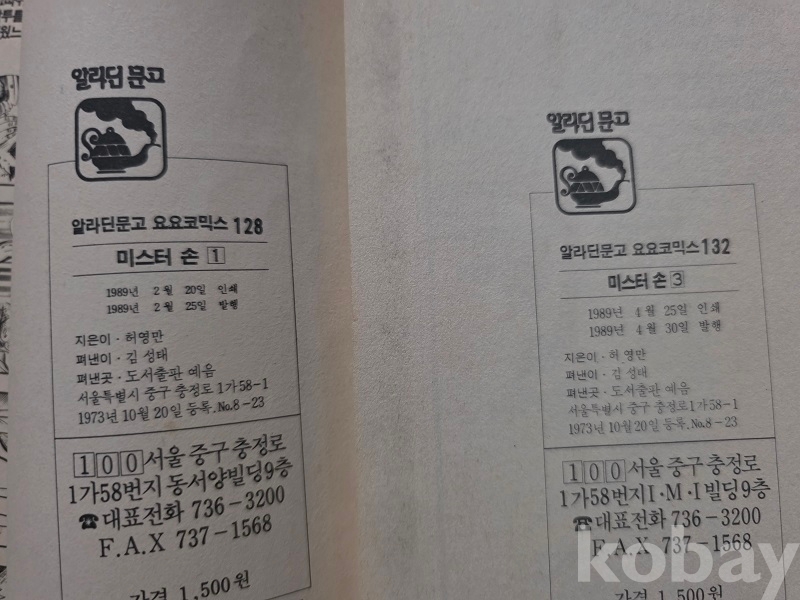 알라딘 문고
알라딘문고 요요코믹스 128
미스터 손 1
1989년 2월 20일 인쇄
1989년 2월 25일 발행
지은이·허영만
펴낸이·김 성태
펴낸곳·도서출판 예음
서울특별시 중구 충정로 1가 58-1
1973년 10월 20일 등록. No.8-23
100 서울 중구 충정로
1가58번지 동서양빌딩9층
☎대표전화 736-3200
F.A.X 737-1568
가격 1,500원
알라딘 문고
알라딘문고 요요코믹스 132
미스터 손 3
1989년 4월 25일 인쇄
1989년 4월 30일 발행
지은이·허영만
펴낸이·김 성태
펴낸곳·도서출판 예음
서울특별시 중구 충정로 1가 58-1
1973년 10월 20일 등록. No.8-23
100 서울 중구 충정로
1가58번지 I·M·I빌딩9층
☎대표전화 736-3200
F.A.X 737-1568
가격 1,500원
kobay